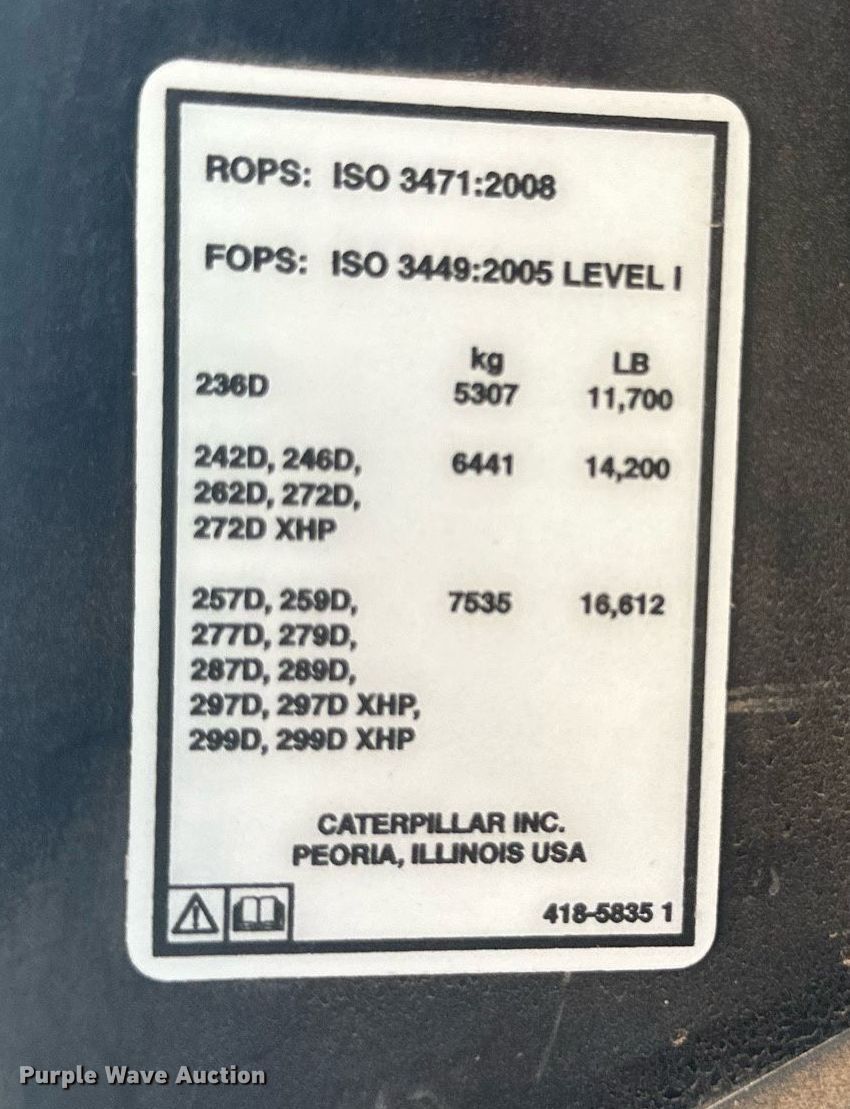 ROPS: ISO 3471:2008
FOPS: ISO 3449:2005 LEVEL I
kg LB
236D 5307 11,700
242D, 246D, 6441 14,200
262D, 272D,
272D XHP
257D, 259D, 7535 16,612
277D, 279D,
287D, 289D,
297D, 297D XHP,
299D, 299D XHP
CATERPILLAR INC.
PEORIA, ILLINOIS USA
418-5835 1
Purple Wave Auction